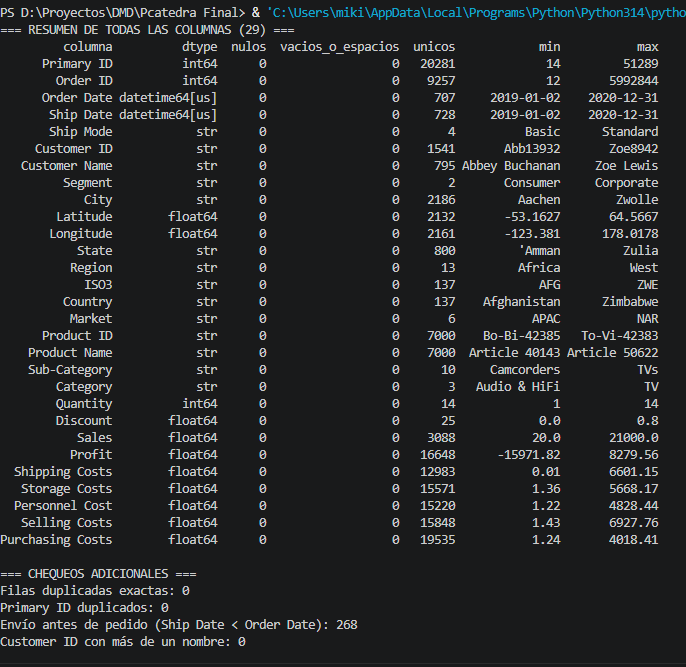 PS D:\Proyectos\DMD\Pcatedra Final> & 'C:\Users\miki\AppData\Local\Programs\Python\Python314\pytho
=== RESUMEN DE TODAS LAS COLUMNAS (29) ===
columna dtype nulos vacios_o_espacios unicos min max
Primary ID int64 0 0 20281 14 51289
Order ID int64 0 0 9257 12 5992844
Order Date datetime64[us] 0 0 707 2019-01-02 2020-12-31
Ship Date datetime64[us] 0 0 728 2019-01-02 2020-12-31
Ship Mode str 0 0 4 Basic Standard
Customer ID str 0 0 1541 Abb13932 Zoe8942
Customer Name str 0 0 795 Abbey Buchanan Zoe Lewis
Segment str 0 0 2 Consumer Corporate
City str 0 0 2186 Aachen Zwolle
Latitude float64 0 0 2132 -53.1627 64.5667
Longitude float64 0 0 2161 -123.381 178.0178
State str 0 0 800 'Amman Zulia
Region str 0 0 13 Africa West
ISO3 str 0 0 137 AFG ZWE
Country str 0 0 137 Afghanistan Zimbabwe
Market str 0 0 6 APAC NAR
Product ID str 0 0 7000 Bo-Bi-42385 To-Vi-42383
Product Name str 0 0 7000 Article 40143 Article 50622
Sub-Category str 0 0 10 Camcorders TVs
Category str 0 0 3 Audio & HiFi TV
Quantity int64 0 0 14 1 14
Discount float64 0 0 25 0.0 0.8
Sales float64 0 0 3088 20.0 21000.0
Profit float64 0 0 16648 -15971.82 8279.56
Shipping Costs float64 0 0 12983 0.01 6601.15
Storage Costs float64 0 0 15571 1.36 5668.17
Personnel Cost float64 0 0 15220 1.22 4828.44
Selling Costs float64 0 0 15848 1.43 6927.76
Purchasing Costs float64 0 0 19535 1.24 4018.41
=== CHEQUEOS ADICIONALES ===
Filas duplicadas exactas: 0
Primary ID duplicados: 0
Envío antes de pedido (Ship Date < Order Date): 268
Customer ID con más de un nombre: 0